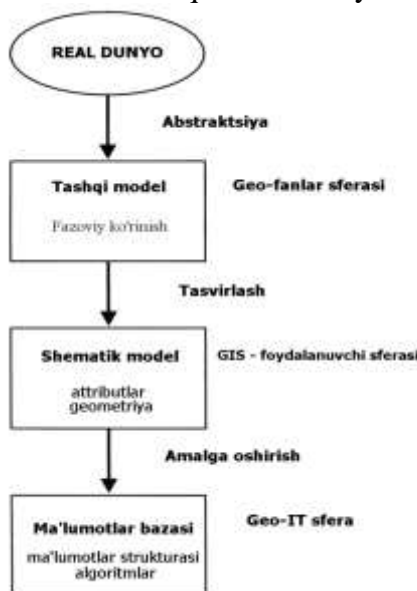 REAL DUNYO
Abstraktsiya
Tashqi model
Geo-fanlar sferasi
Fazoviy ko'rinish
Tasvirlash
Shematik model
GIS - foydalanuvchi sferasi
attributlar
geometriya
Amalga oshirish
Ma'lumotlar bazasi
Geo-IT sfera
ma'lumotlar strukturasi
algoritmlar